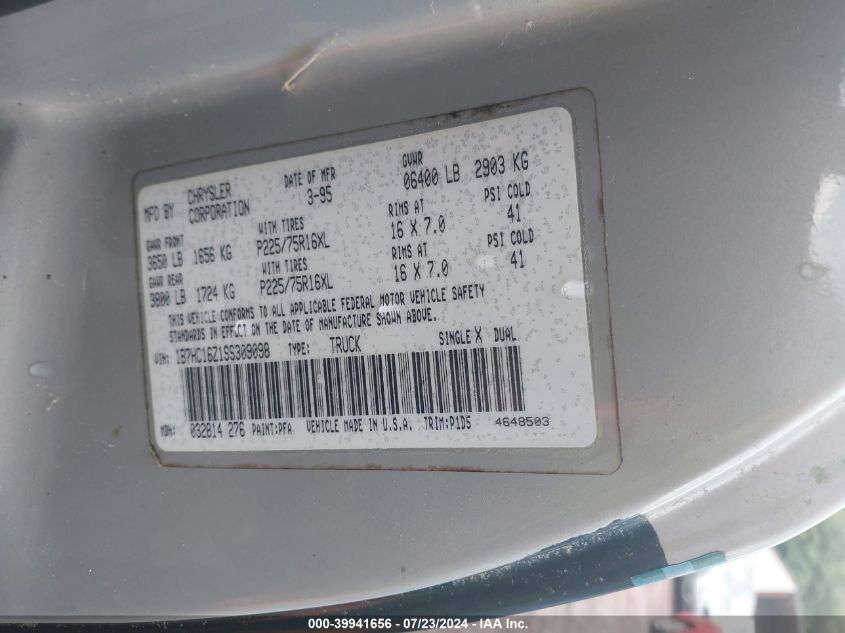 MFD BY CHRYSLER CORPORATION DATE OF MFR 3-95 GVWR 06400 LB 2903 KG
GAWR FRONT WITH TIRES RIMS AT PSI COLD
3650 LB 1656 KG P225/75R16XL 16 X 7.0 41
GAWR REAR WITH TIRES RIMS AT PSI COLD
3800 LB 1724 KG P225/75R16XL 16 X 7.0 41
THIS VEHICLE CONFORMS TO ALL APPLICABLE FEDERAL MOTOR VEHICLE SAFETY
STANDARDS IN EFFECT ON THE DATE OF MANUFACTURE SHOWN ABOVE.
VIN: 1B7HC16Z1SS309098 TYPE: TRUCK SINGLE X DUAL
MDH: 032814 276 PAINT:PFA VEHICLE MADE IN U.S.A. TRIM:P1D5 4648503
000-39941656 / 07/23/2024 - IAA Inc.